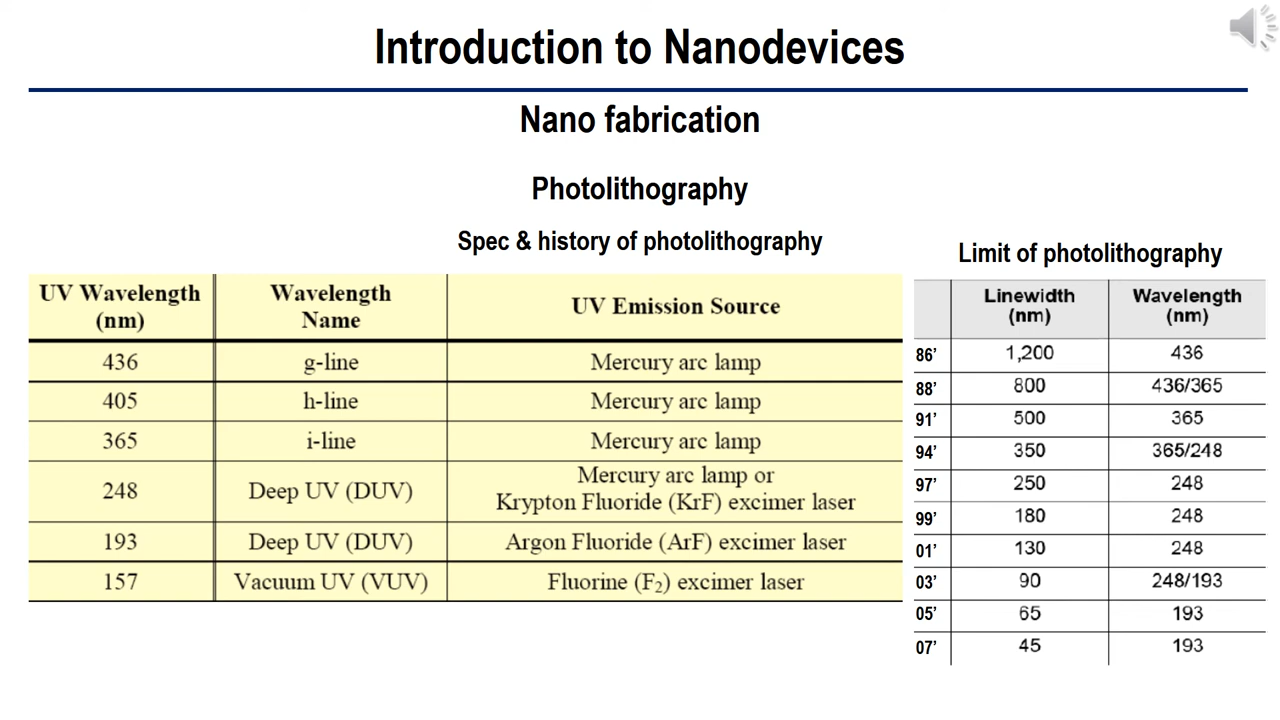 Introduction to Nanodevices
Nano fabrication
Photolithography
Spec & history of photolithography
UV Wavelength (nm) Wavelength Name UV Emission Source
436 g-line Mercury arc lamp
405 h-line Mercury arc lamp
365 i-line Mercury arc lamp
248 Deep UV (DUV) Mercury arc lamp or Krypton Fluoride (KrF) excimer laser
193 Deep UV (DUV) Argon Fluoride (ArF) excimer laser
157 Vacuum UV (VUV) Fluorine (F₂) excimer laser
Limit of photolithography
Linewidth (nm) Wavelength (nm)
86’ 1,200 436
88’ 800 436/365
91’ 500 365
94’ 350 365/248
97’ 250 248
99’ 180 248
01’ 130 248
03’ 90 248/193
05’ 65 193
07’ 45 193